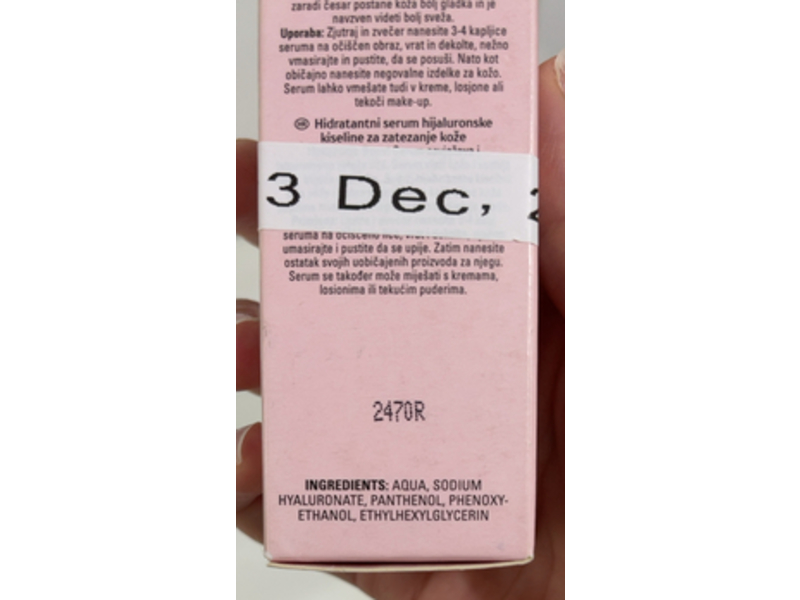 zaradi česar postane koža bolj gladka in je
navzven videti bolj sveža.
Uporaba: Zjutraj in zvečer nanesite 3-4 kapljice
seruma na očiščen obraz, vrat in dekolte, nežno
vmasirajte in pustite, da se posuši. Nato kot
običajno nanesite negovalne izdelke za kožo.
Serum lahko vmešate tudi v kreme, losjone ali
tekoči make-up.
HR Hidratantni serum hijaluronske
kiseline za zatezanje kože
3 Dec, 2
seruma na očišćeno lice, vrat
umasirajte i pustite da se upije. Zatim nanesite
ostatak svojih uobičajenih proizvoda za njegu.
Serum se također može miješati s kremama,
losionima ili tekućim puderima.
2470R
INGREDIENTS: AQUA, SODIUM
HYALURONATE, PANTHENOL, PHENOXY-
ETHANOL, ETHYLHEXYLGLYCERIN